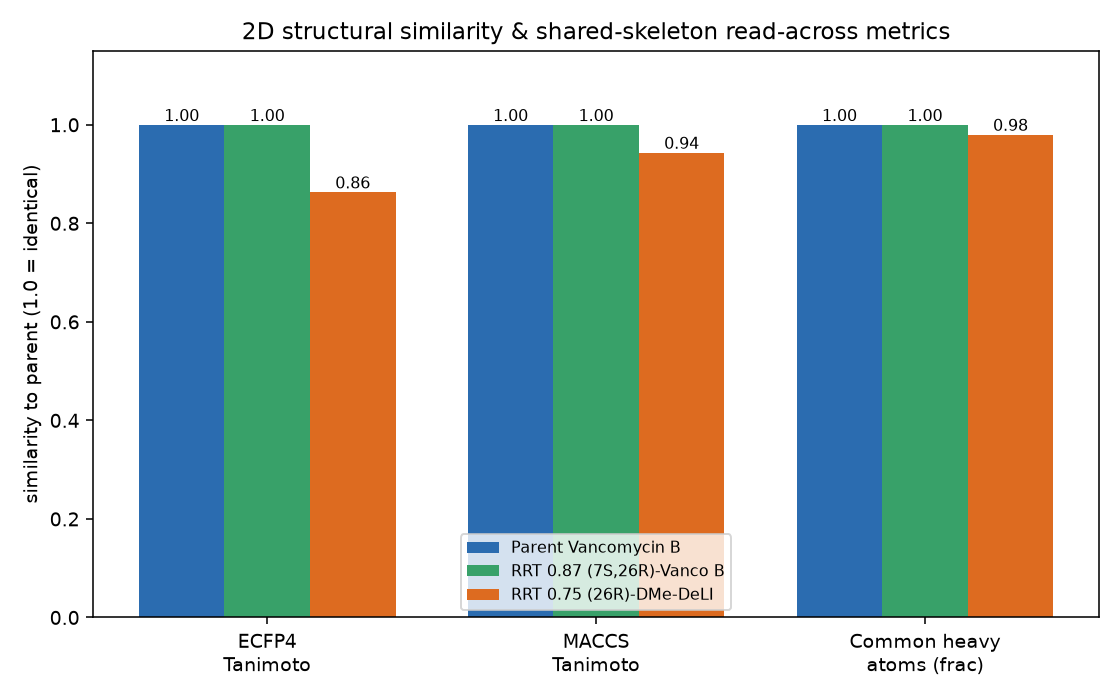 2D structural similarity & shared-skeleton read-across metrics
similarity to parent (1.0 = identical)
1.0
0.8
0.6
0.4
0.2
0.0
1.00
1.00
0.86
1.00
1.00
0.94
1.00
1.00
0.98
Parent Vancomycin B
RRT 0.87 (7S,26R)-Vanco B
RRT 0.75 (26R)-DMe-DeLI
ECFP4
Tanimoto
MACCS
Tanimoto
Common heavy
atoms (frac)